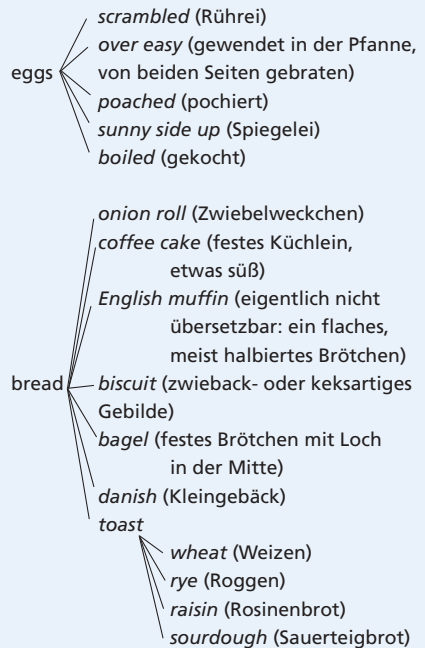 scrambled (Rührei)
over easy (gewendet in der Pfanne,
eggs von beiden Seiten gebraten)
poached (pochiert)
sunny side up (Spiegelei)
boiled (gekocht)
onion roll (Zwiebelweckchen)
coffee cake (festes Küchlein,
etwas süß)
English muffin (eigentlich nicht
übersetzbar: ein flaches,
meist halbiertes Brötchen)
bread biscuit (zwieback- oder keksartiges
Gebilde)
bagel (festes Brötchen mit Loch
in der Mitte)
danish (Kleingebäck)
toast
wheat (Weizen)
rye (Roggen)
raisin (Rosinenbrot)
sourdough (Sauerteigbrot)